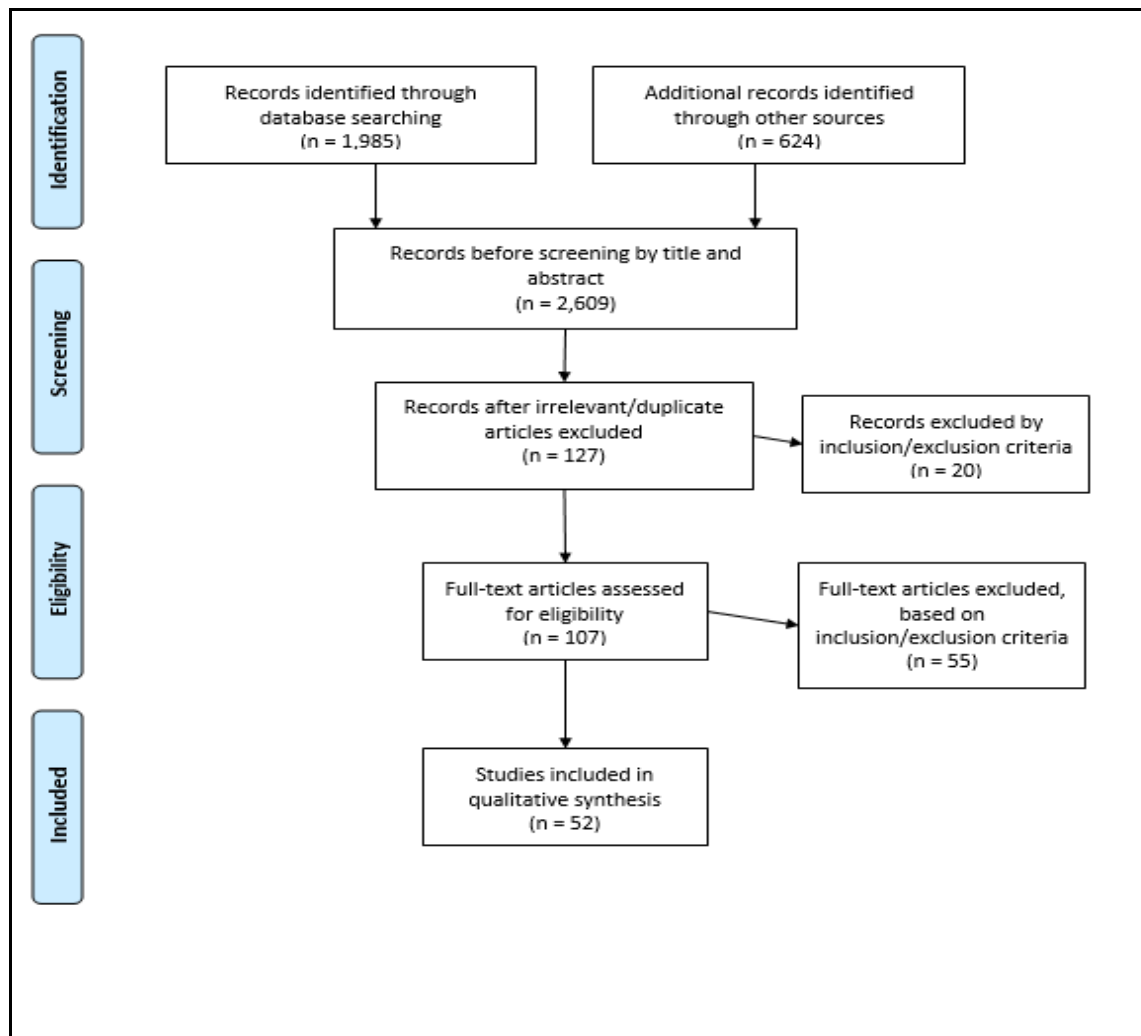 Identification
Records identified through
database searching
(n = 1,985)
Additional records identified
through other sources
(n = 624)
Records before screening by title and
abstract
(n = 2,609)
Screening
Records after irrelevant/duplicate
articles excluded
(n = 127)
Records excluded by
inclusion/exclusion criteria
(n = 20)
Eligibility
Full-text articles assessed
for eligibility
(n = 107)
Full-text articles excluded,
based on
inclusion/exclusion criteria
(n = 55)
Included
Studies included in
qualitative synthesis
(n = 52)